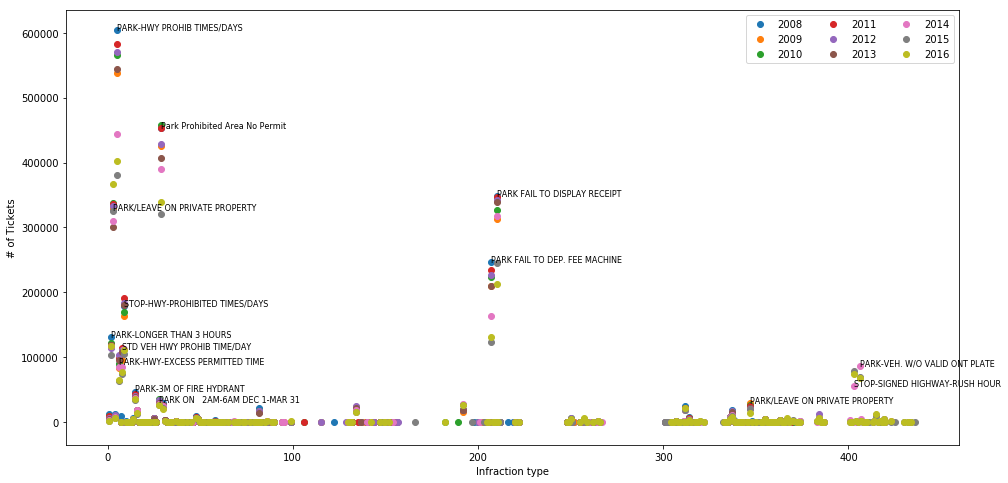 2008
2009
2010
2011
2012
2013
2014
2015
2016
# of Tickets
600000
500000
400000
300000
200000
100000
0
PARK-HWY PROHIB TIMES/DAYS
Park Prohibited Area No Permit
PARK/LEAVE ON PRIVATE PROPERTY
PARK FAIL TO DISPLAY RECEIPT
PARK FAIL TO DEP. FEE MACHINE
STOP-HWY-PROHIBITED TIMES/DAYS
PARK-LONGER THAN 3 HOURS
STD VEH HWY PROHIB TIME/DAY
PARK-HWY-EXCESS PERMITTED TIME
PARK-VEH. W/O VALID ONT PLATE
STOP-SIGNED HIGHWAY-RUSH HOUR
PARK-3M OF FIRE HYDRANT
PARK ON 2AM-6AM DEC 1-MAR 31
PARK/LEAVE ON PRIVATE PROPERTY
0
100
200
300
400
Infraction type